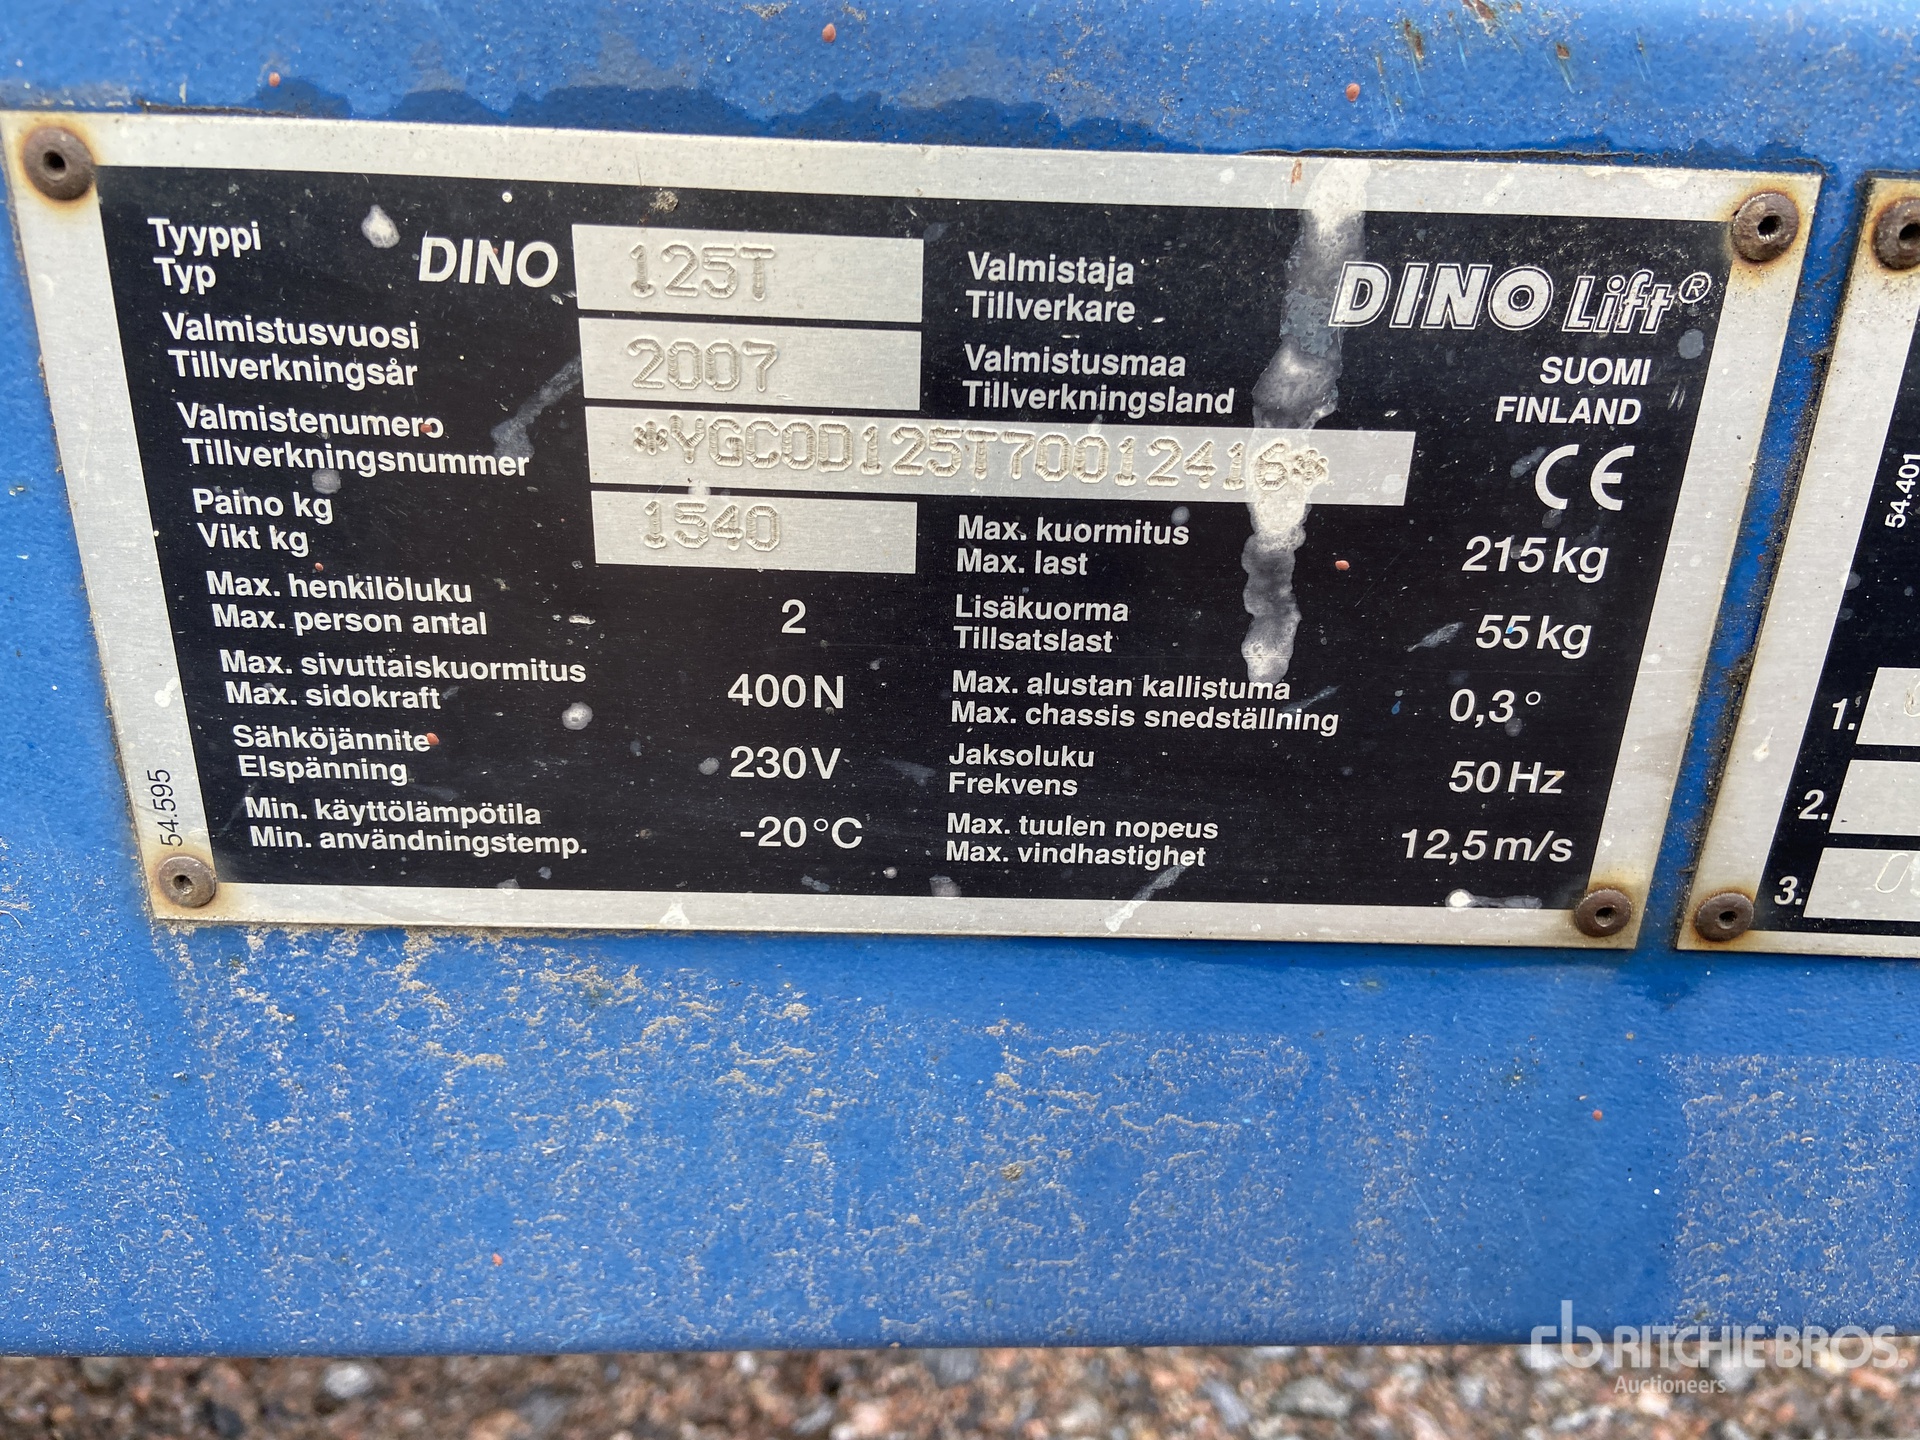 Tyyppi
Typ
DINO 125T
Valmistusvuosi
Tillverkningsår
2007
Valmistenumero
Tillverkningsnummer
*YGC0D125T70012416*
Paino kg
Vikt kg
1540
Max. henkilöluku
Max. person antal
2
Max. sivuttaiskuormitus
Max. sidokraft
400N
Sähköjännite
Elspänning
230V
Min. käyttölämpötila
Min. användningstemp.
-20°C
54.595
Valmistaja
Tillverkare
DINO Lift®
Valmistusmaa
Tillverkningsland
SUOMI
FINLAND
CE
Max. kuormitus
Max. last
215kg
Lisäkuorma
Tillsatslast
55kg
Max. alustan kallistuma
Max. chassis snedställning
0,3°
Jaksoluku
Frekvens
50Hz
Max. tuulen nopeus
Max. vindhastighet
12,5m/s
54.401
1.
2.
3.
rb RITCHIE BROS.
Auctioneers